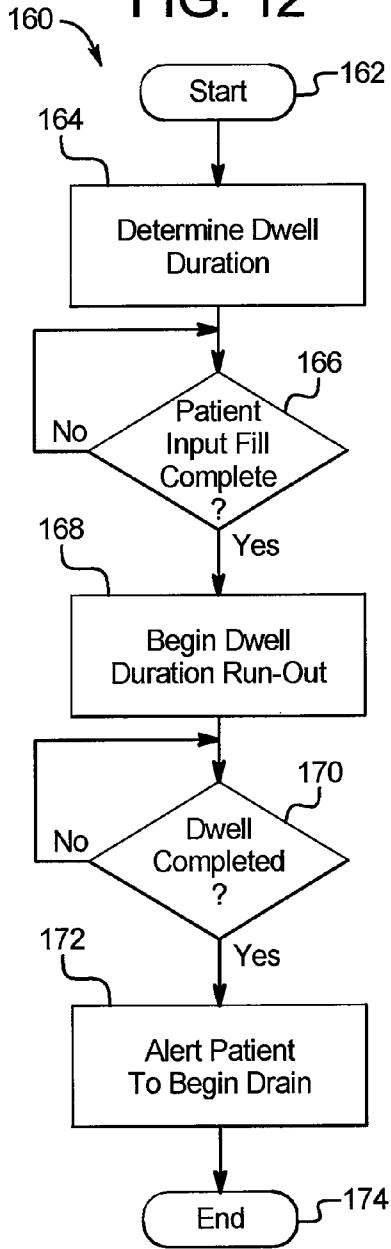 FIG. 12
160
Start
162
164
Determine Dwell
Duration
166
Patient
Input Fill
Complete
?
No
Yes
168
Begin Dwell
Duration Run-Out
170
Dwell
Completed
?
No
Yes
172
Alert Patient
To Begin Drain
End
174